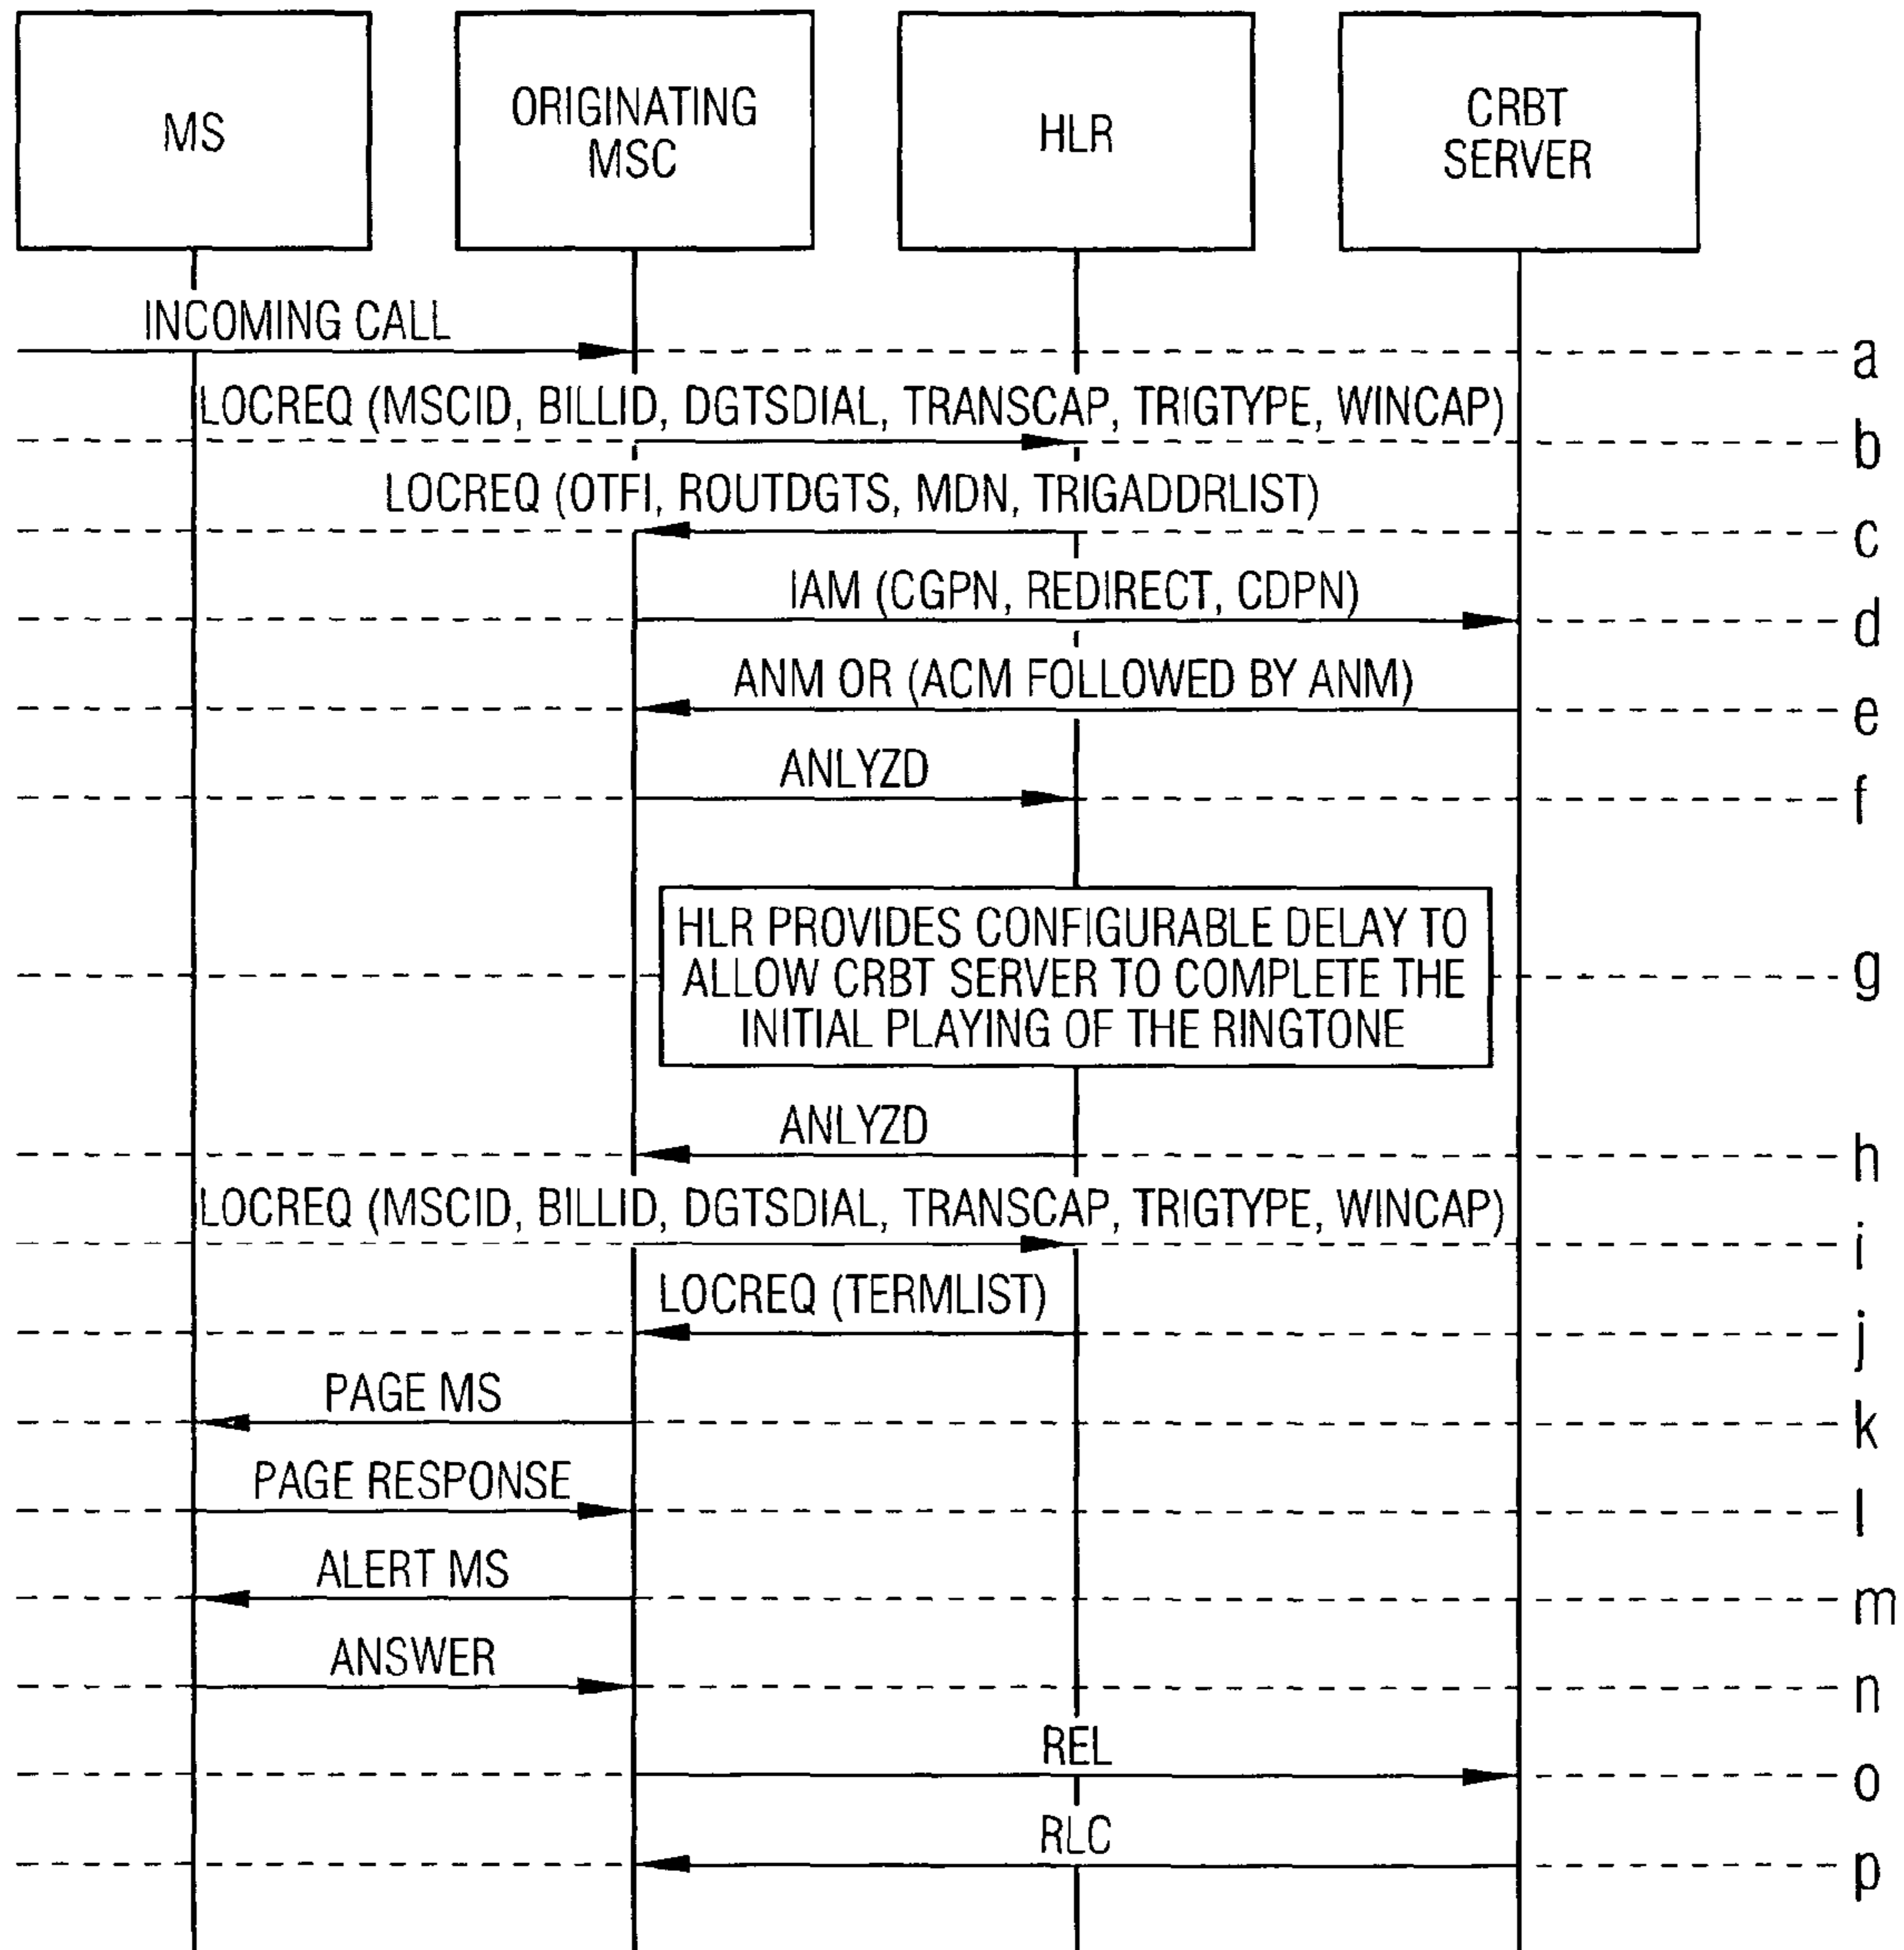 MS
ORIGINATING
MSC
HLR
CRBT
SERVER
INCOMING CALL
a
LOCREQ (MSCID, BILLID, DGTSDIAL, TRANSCAP, TRIGTYPE, WINCAP)
b
LOCREQ (OTFI, ROUTDGTS, MDN, TRIGADDRLIST)
c
IAM (CGPN, REDIRECT, CDPN)
d
ANM OR (ACM FOLLOWED BY ANM)
e
ANLYZD
f
HLR PROVIDES CONFIGURABLE DELAY TO
ALLOW CRBT SERVER TO COMPLETE THE
INITIAL PLAYING OF THE RINGTONE
g
ANLYZD
h
LOCREQ (MSCID, BILLID, DGTSDIAL, TRANSCAP, TRIGTYPE, WINCAP)
i
LOCREQ (TERMLIST)
j
PAGE MS
k
PAGE RESPONSE
l
ALERT MS
m
ANSWER
n
REL
o
RLC
p